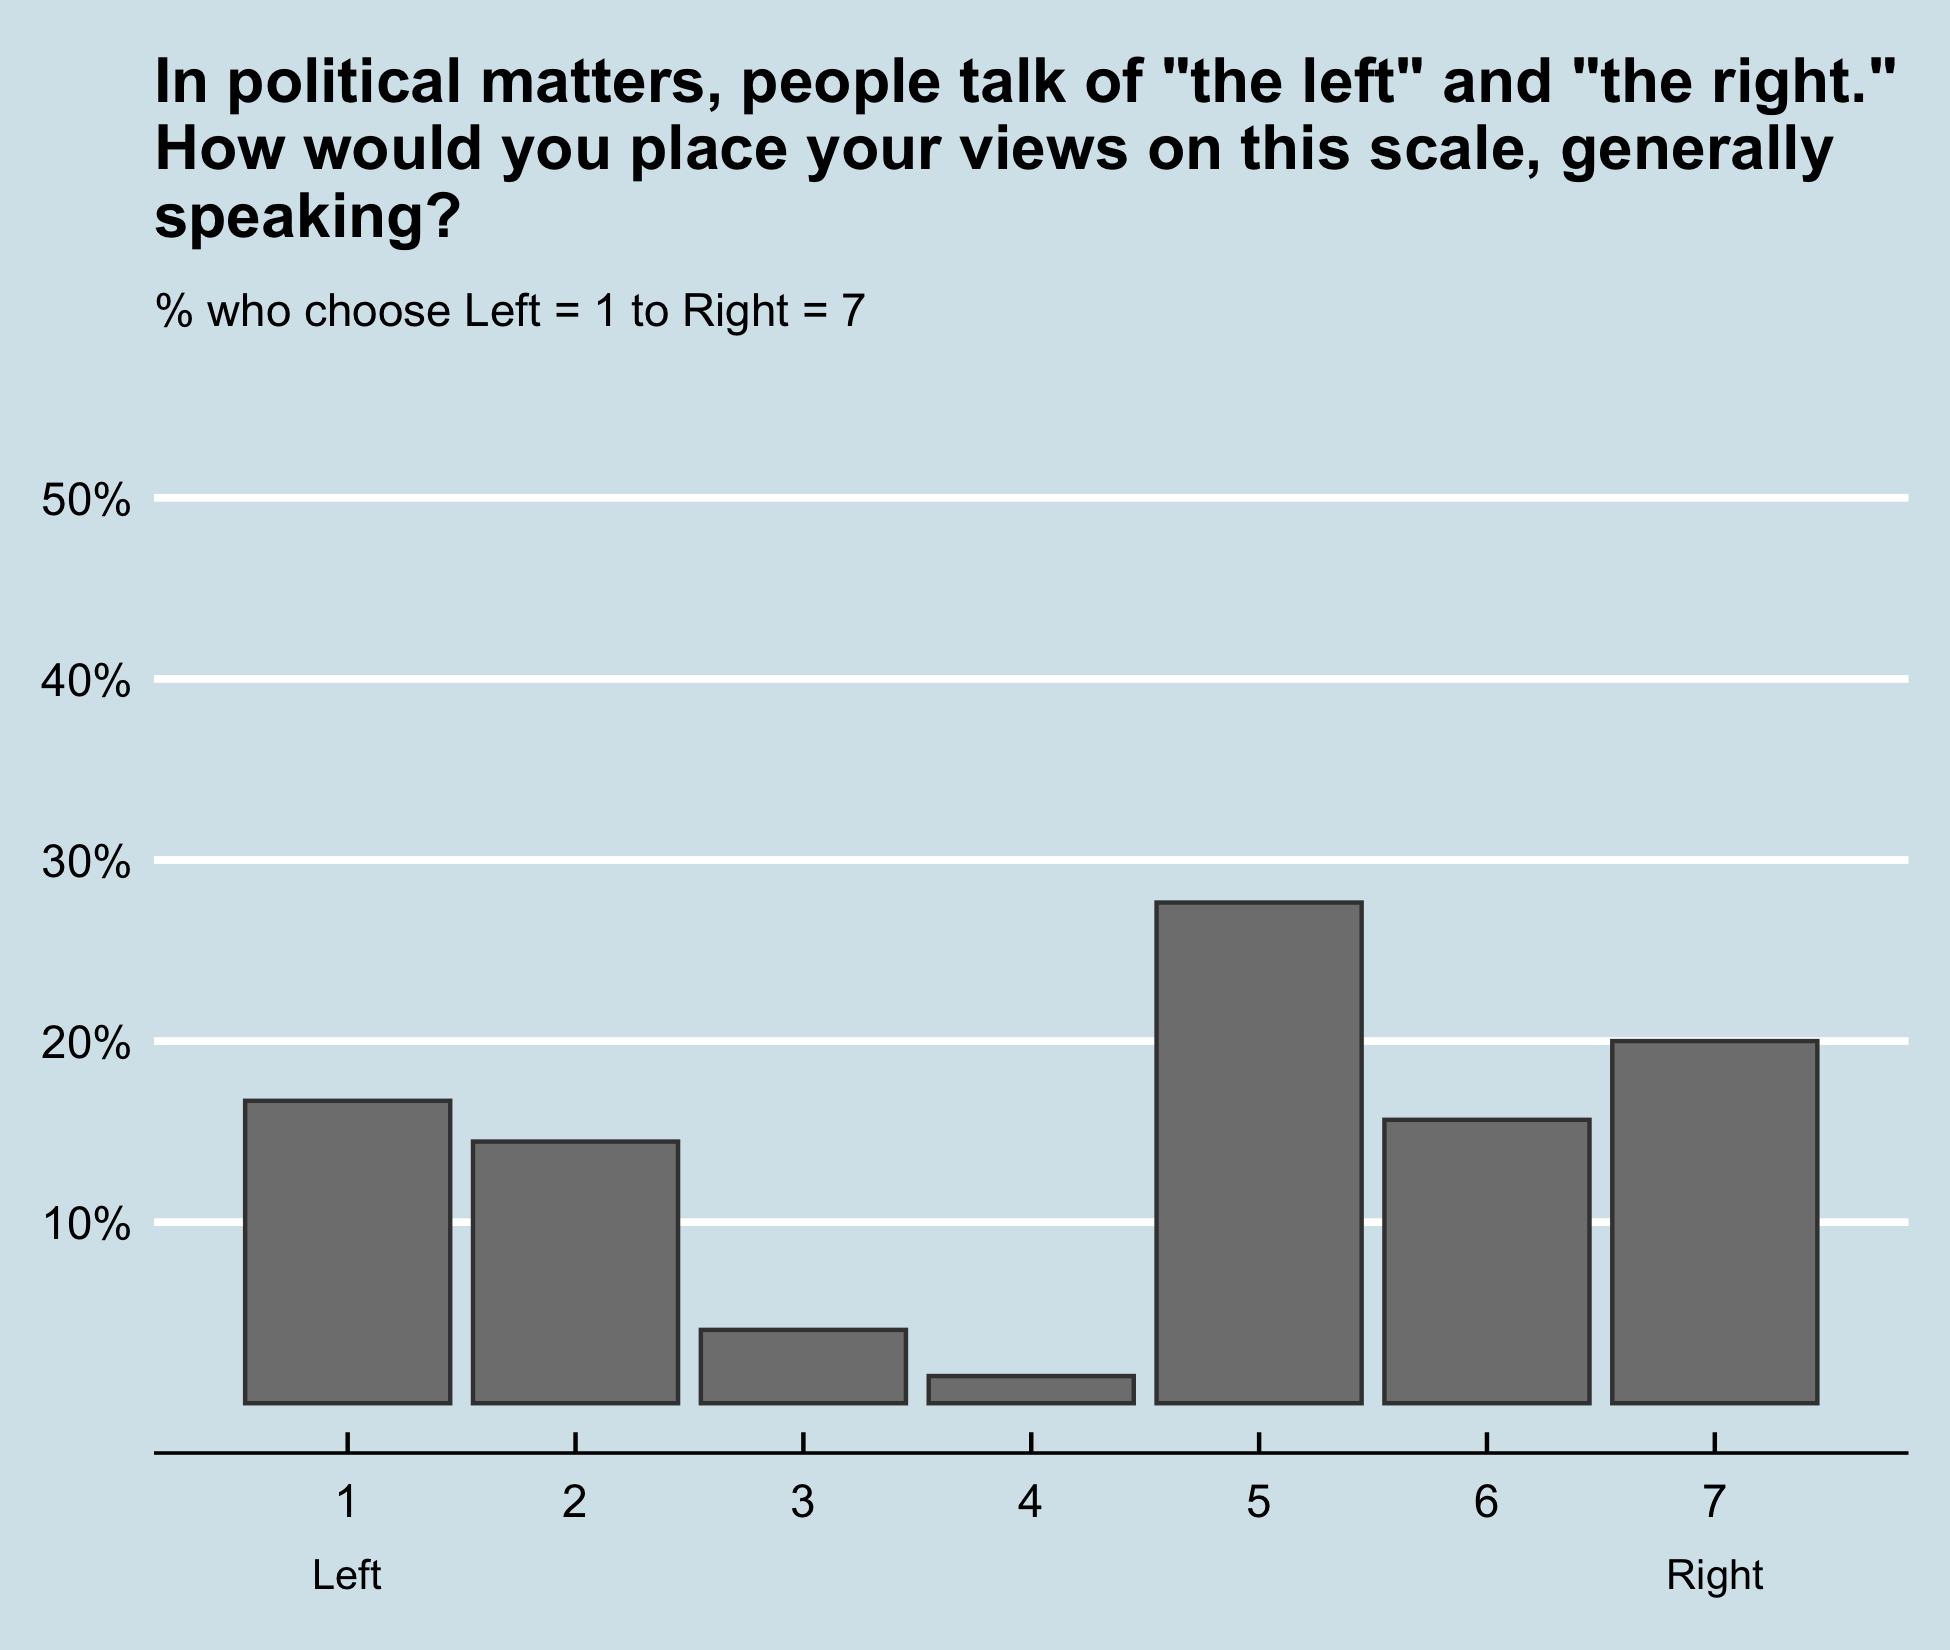 In political matters, people talk of "the left" and "the right."
How would you place your views on this scale, generally
speaking?
% who choose Left = 1 to Right = 7
50%
40%
30%
20%
10%
1 2 3 4 5 6 7
Left Right